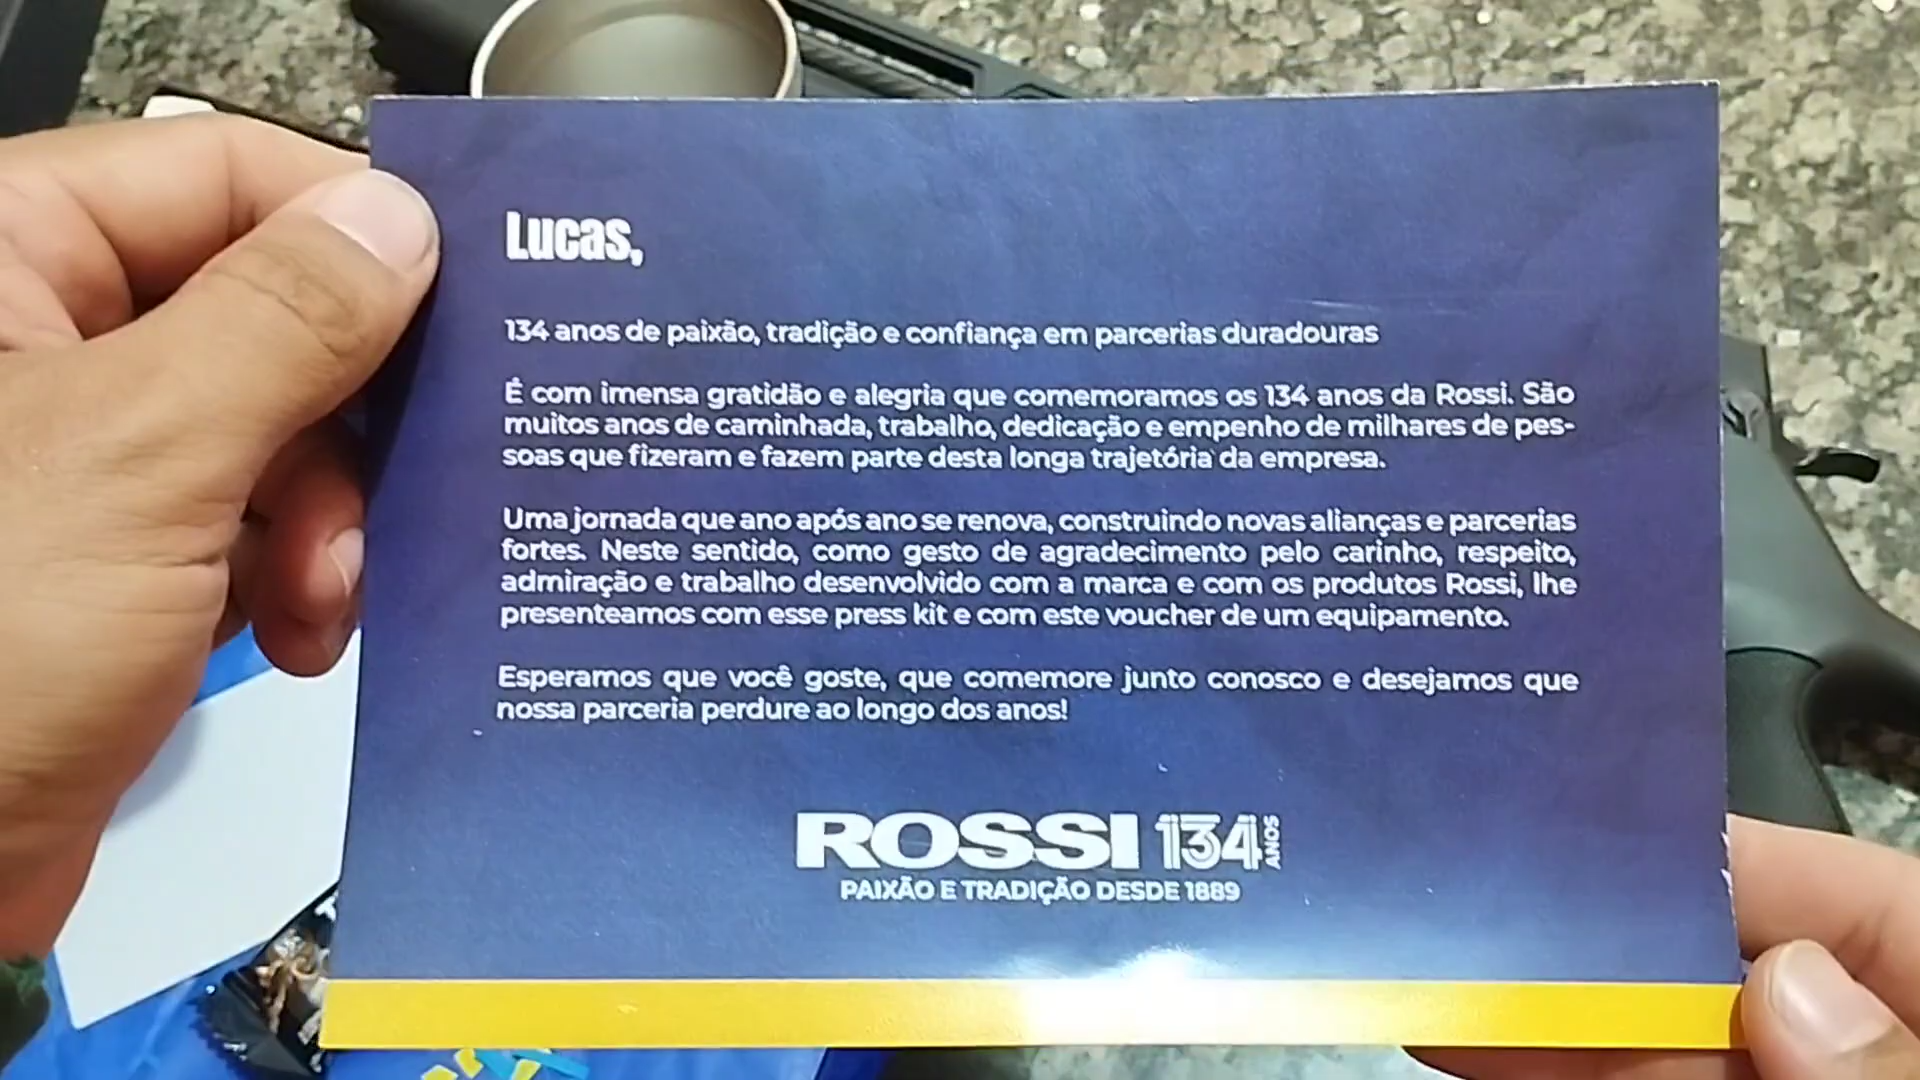 Lucas,
134 anos de paixão, tradição e confiança em parcerias duradouras
É com imensa gratidão e alegria que comemoramos os 134 anos da Rossi. São
muitos anos de caminhada, trabalho, dedicação e empenho de milhares de pes-
soas que fizeram e fazem parte desta longa trajetória da empresa.
Uma jornada que ano após ano se renova, construindo novas alianças e parcerias
fortes. Neste sentido, como gesto de agradecimento pelo carinho, respeito,
admiração e trabalho desenvolvido com a marca e com os produtos Rossi, lhe
presenteamos com esse press kit e com este voucher de um equipamento.
Esperamos que você goste, que comemore junto conosco e desejamos que
nossa parceria perdure ao longo dos anos!
ROSSI 134 ANOS
PAIXÃO E TRADIÇÃO DESDE 1889